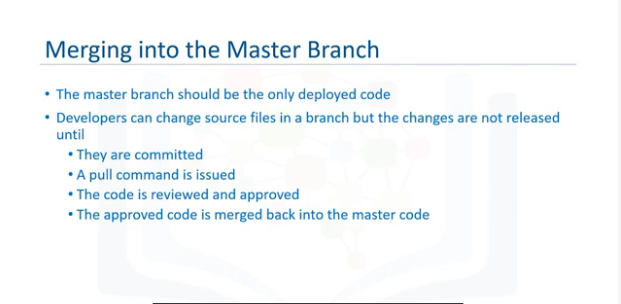 Merging into the Master Branch
• The master branch should be the only deployed code
• Developers can change source files in a branch but the changes are not released
until
• They are committed
• A pull command is issued
• The code is reviewed and approved
• The approved code is merged back into the master code